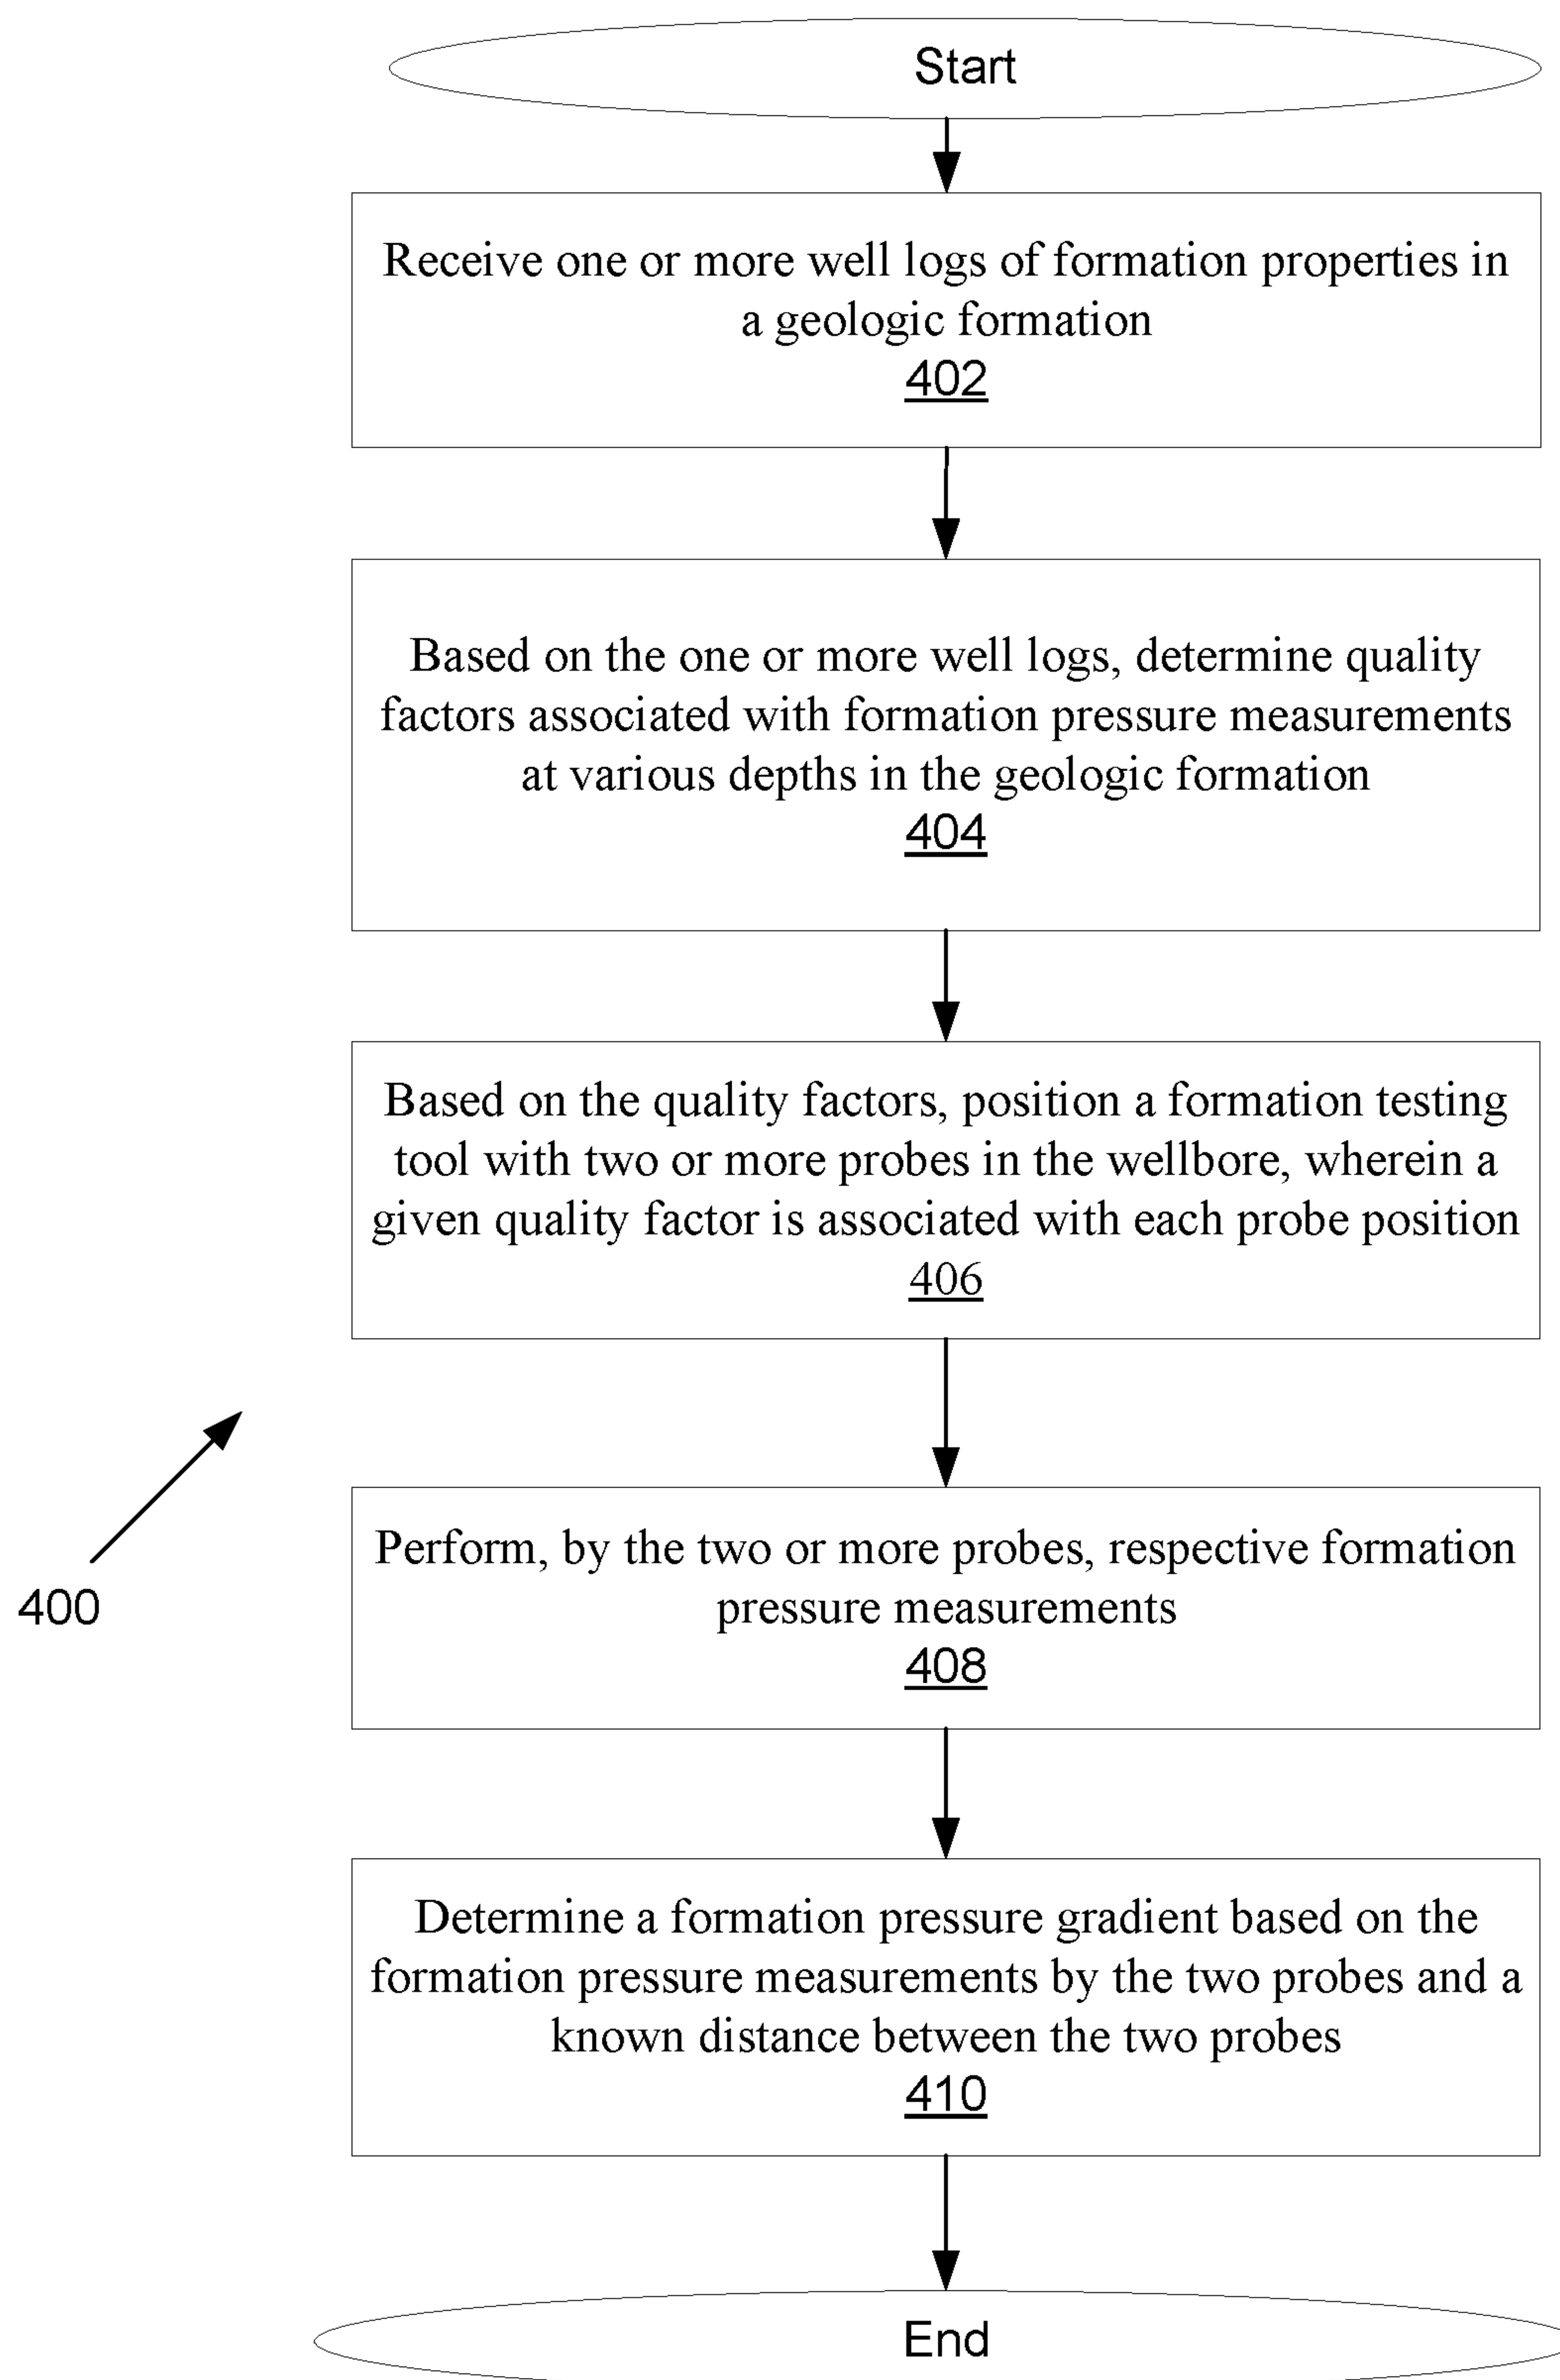 Start
Receive one or more well logs of formation properties in
a geologic formation
402
Based on the one or more well logs, determine quality
factors associated with formation pressure measurements
at various depths in the geologic formation
404
Based on the quality factors, position a formation testing
tool with two or more probes in the wellbore, wherein a
given quality factor is associated with each probe position
406
Perform, by the two or more probes, respective formation
pressure measurements
408
400
Determine a formation pressure gradient based on the
formation pressure measurements by the two probes and a
known distance between the two probes
410
End